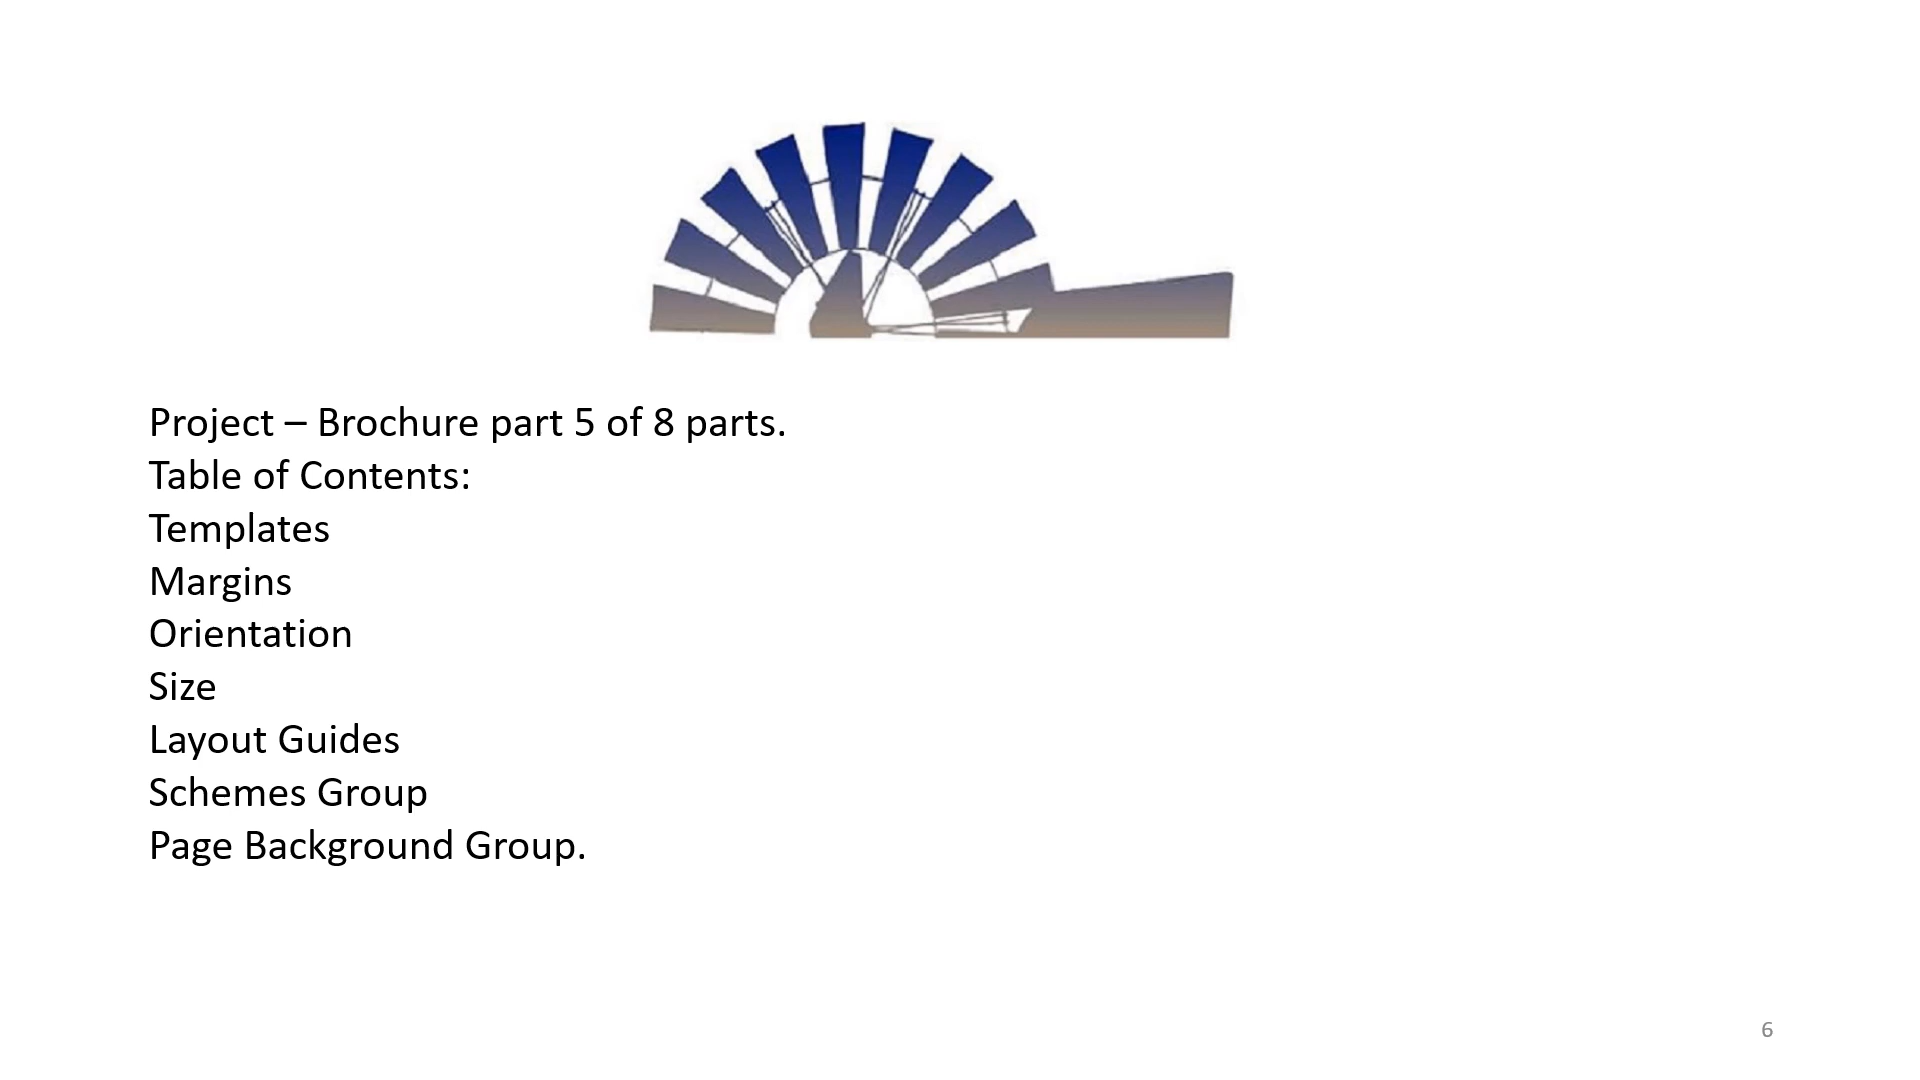 Project – Brochure part 5 of 8 parts.
Table of Contents:
Templates
Margins
Orientation
Size
Layout Guides
Schemes Group
Page Background Group.
6